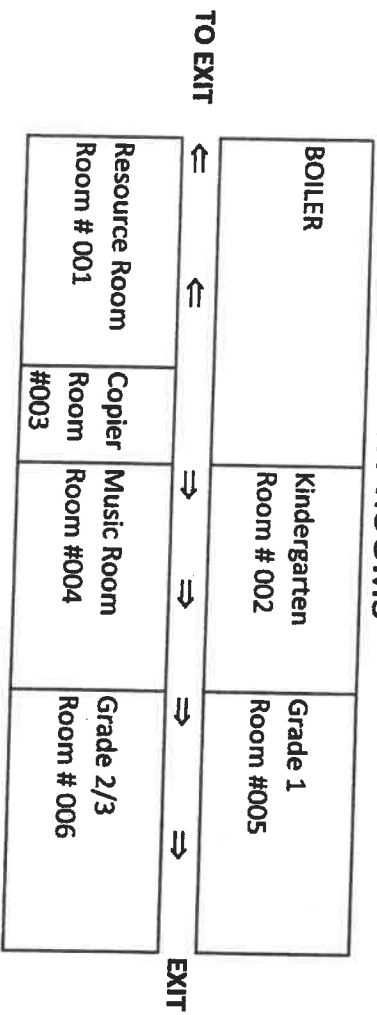 BOILER
Kindergarten
Room # 002
Grade 1
Room #005
TO EXIT
⇐ ⇐ ⇒ ⇒ ⇒ ⇒
EXIT
Resource Room
Room # 001
Copier
Room
#003
Music Room
Room #004
Grade 2/3
Room # 006